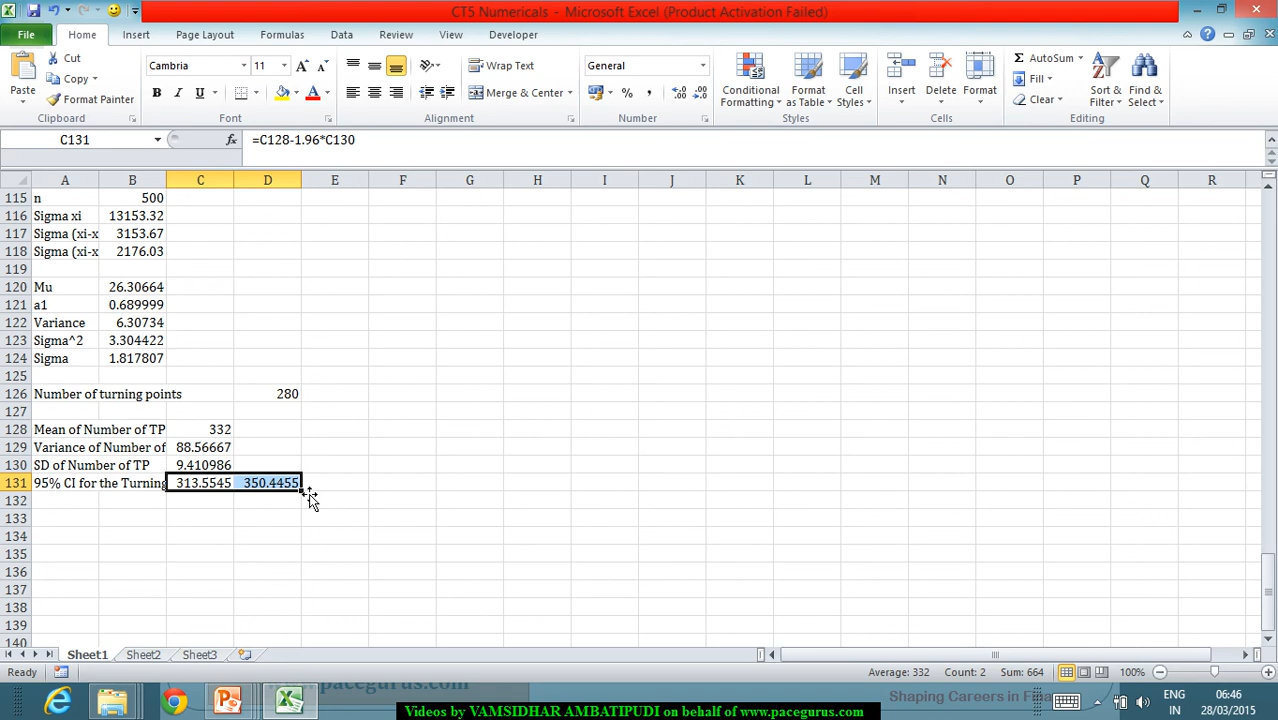 CT5 Numericals - Microsoft Excel (Product Activation Failed)
File Home Insert Page Layout Formulas Data Review View Developer
Paste
Cut
Copy
Format Painter
Clipboard
Cambria 11
B I U
Font
Wrap Text
Merge & Center
Alignment
General
Number
Conditional Formatting
Format as Table
Cell Styles
Styles
Insert
Delete
Format
Cells
AutoSum
Fill
Clear
Sort & Filter
Find & Select
Editing
C131 fx =C128-1.96*C130
A B C D E F G H I J K L M N O P Q R
115 n 500
116 Sigma xi 13153.32
117 Sigma (xi-x 3153.67
118 Sigma (xi-x 2176.03
119
120 Mu 26.30664
121 a1 0.689999
122 Variance 6.30734
123 Sigma^2 3.304422
124 Sigma 1.817807
125
126 Number of turning points 280
127
128 Mean of Number of TP 332
129 Variance of Number of 88.56667
130 SD of Number of TP 9.410986
131 95% CI for the Turning 313.5545 350.4455
132
133
134
135
136
137
138
139
140
Sheet1 Sheet2 Sheet3
Ready Average: 332 Count: 2 Sum: 664 100%
www.pacegurus.com
Shaping Careers in Fina
ENG
IN
06:46
28/03/2015
Videos by VAMSIDHAR AMBATIPUDI on behalf of www.pacegurus.com